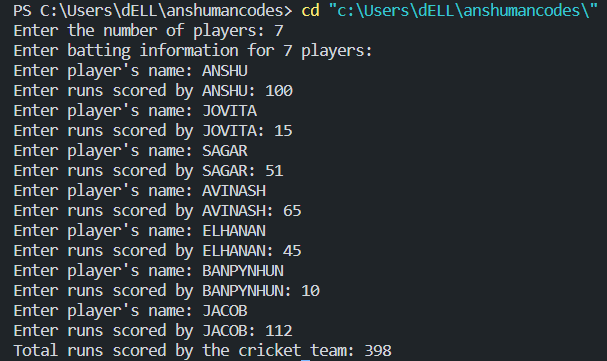 PS C:\Users\dELL\anshumancodes> cd "c:\Users\dELL\anshumancodes\"
Enter the number of players: 7
Enter batting information for 7 players:
Enter player's name: ANSHU
Enter runs scored by ANSHU: 100
Enter player's name: JOVITA
Enter runs scored by JOVITA: 15
Enter player's name: SAGAR
Enter runs scored by SAGAR: 51
Enter player's name: AVINASH
Enter runs scored by AVINASH: 65
Enter player's name: ELHANAN
Enter runs scored by ELHANAN: 45
Enter player's name: BANPYNHUN
Enter runs scored by BANPYNHUN: 10
Enter player's name: JACOB
Enter runs scored by JACOB: 112
Total runs scored by the cricket team: 398